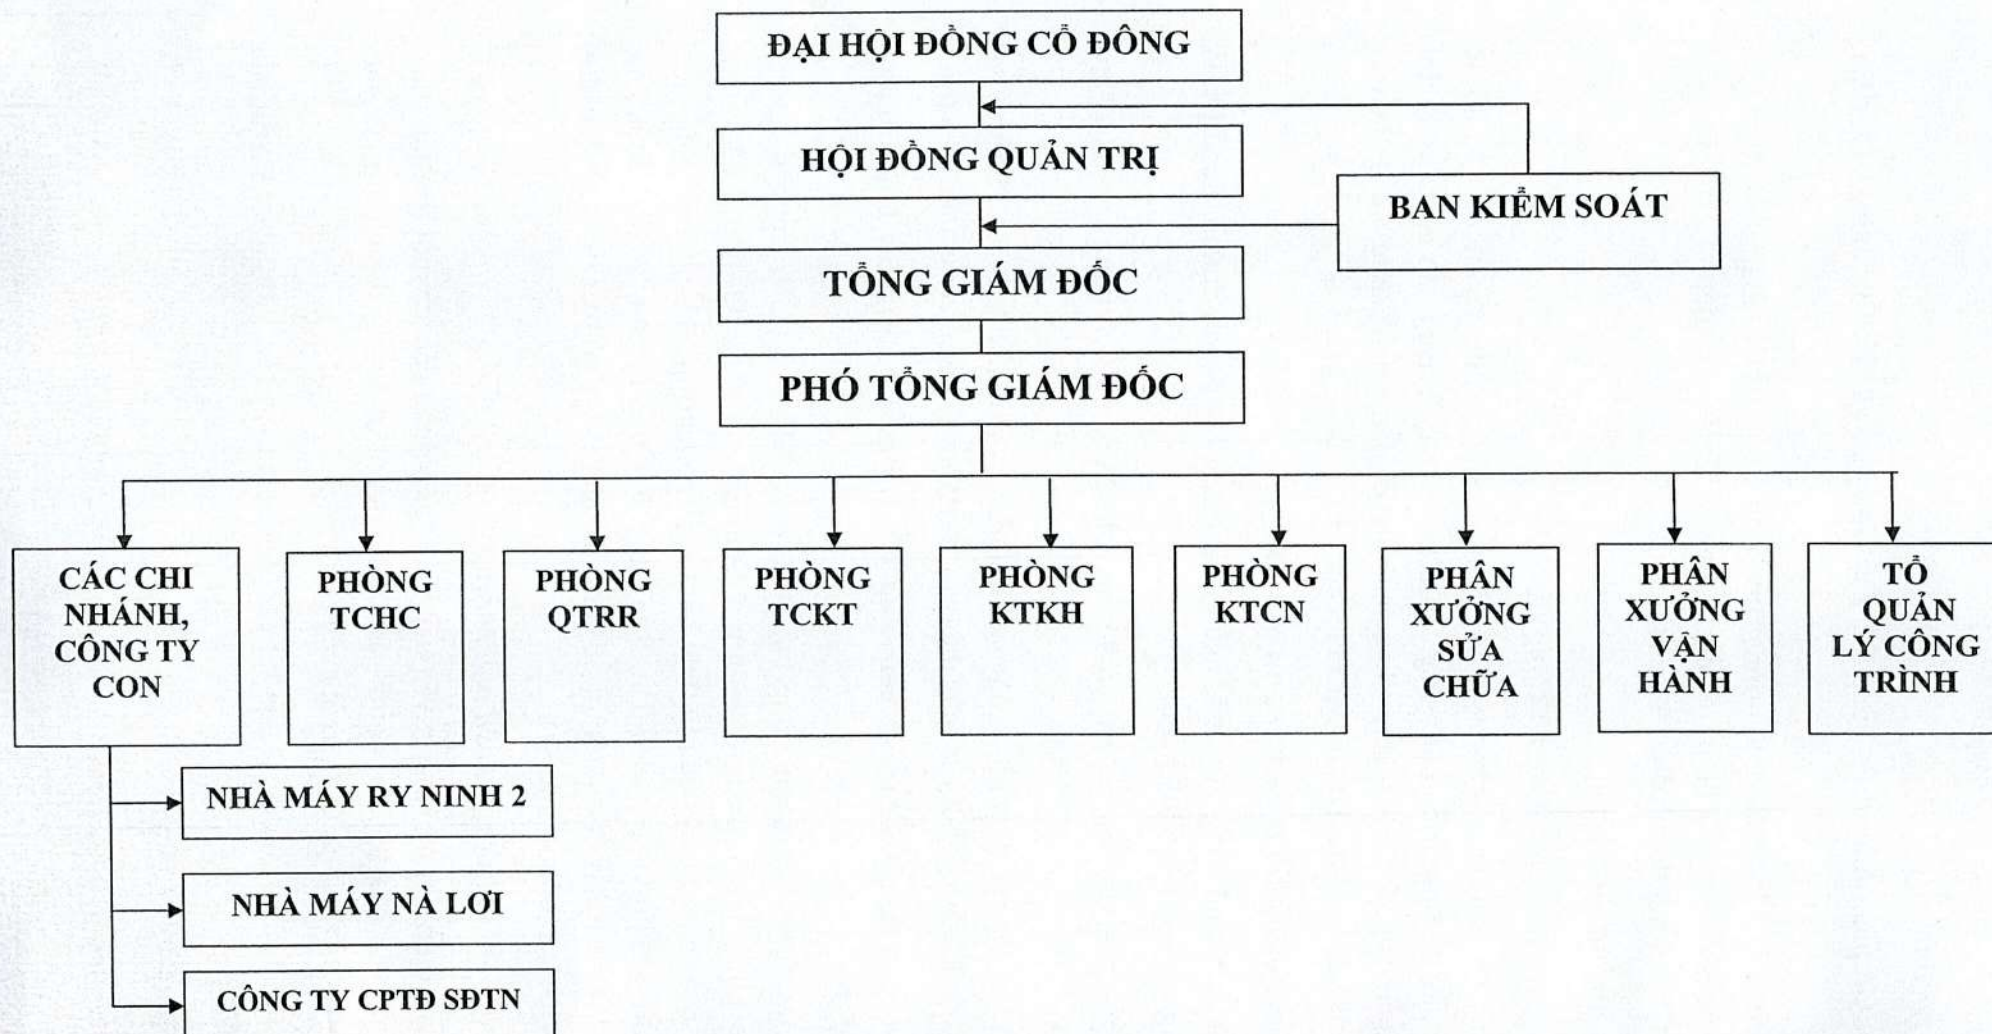 ĐẠI HỘI ĐỒNG CỔ ĐÔNG
HỘI ĐỒNG QUẢN TRỊ
BAN KIỂM SOÁT
TỔNG GIÁM ĐỐC
PHÓ TỔNG GIÁM ĐỐC
CÁC CHI
NHÁNH,
CÔNG TY
CON
PHÒNG
TCHC
PHÒNG
QTRR
PHÒNG
TCKT
PHÒNG
KTKH
PHÒNG
KTCN
PHÂN
XƯỞNG
SỬA
CHỮA
PHÂN
XƯỞNG
VẬN
HÀNH
TỔ
QUẢN
LÝ CÔNG
TRÌNH
NHÀ MÁY RY NINH 2
NHÀ MÁY NÀ LƠI
CÔNG TY CPTĐ SĐTN